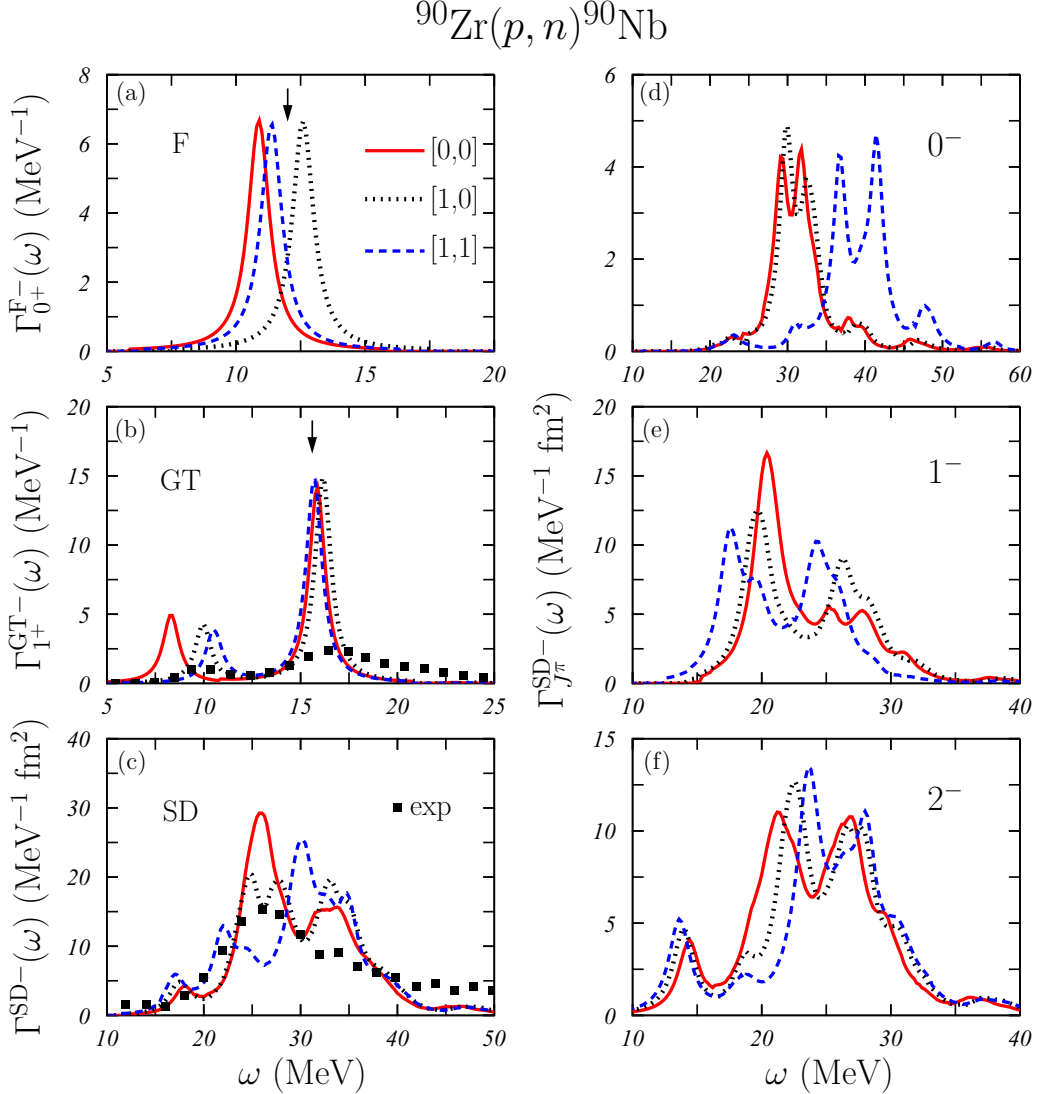 ⁹⁰Zr(p, n)⁹⁰Nb
(a)
F
[0,0]
[1,0]
[1,1]
Γ^{F−}_{0+}(ω) (MeV⁻¹)
0 2 4 6 8
5 10 15 20
(b)
GT
Γ^{GT−}_{1+}(ω) (MeV⁻¹)
0 5 10 15 20
5 10 15 20 25
(c)
SD
exp
Γ^{SD−}(ω) (MeV⁻¹ fm²)
0 10 20 30 40
10 20 30 40 50
ω (MeV)
(d)
0⁻
0 2 4 6
10 20 30 40 50 60
(e)
1⁻
Γ^{SD−}_{J^π}(ω) (MeV⁻¹ fm²)
0 5 10 15 20
10 20 30 40
(f)
2⁻
0 5 10 15
10 20 30 40
ω (MeV)